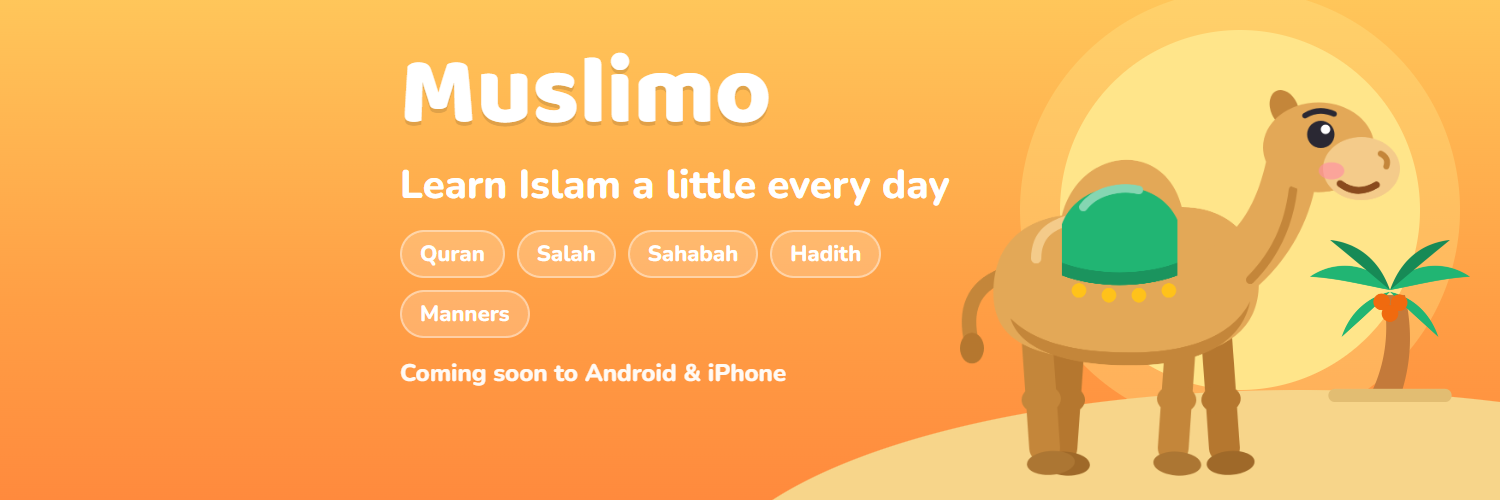 Muslimo
Learn Islam a little every day
Quran Salah Sahabah Hadith
Manners
Coming soon to Android & iPhone